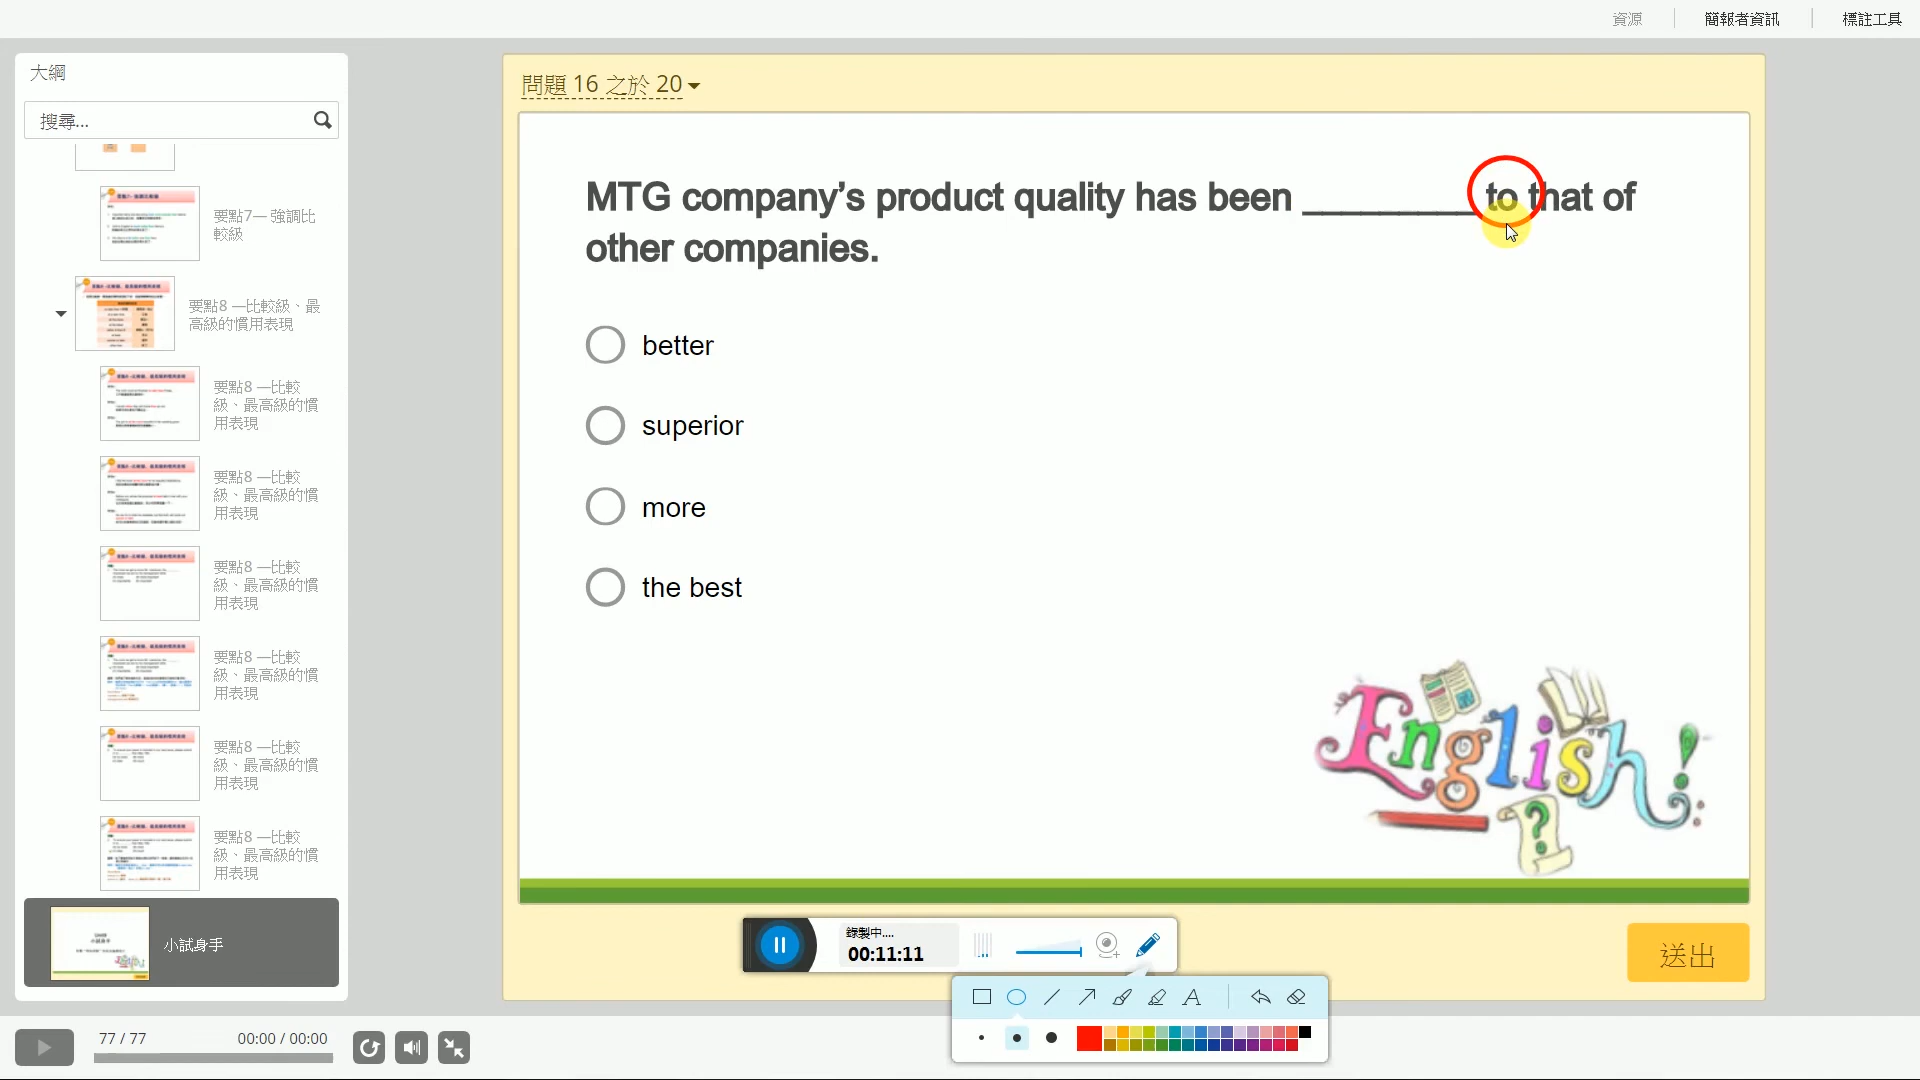 資源
簡報者資訊
標註工具
大綱
搜尋...
要點7— 強調比
較級
要點8 —比較級、最
高級的慣用表現
要點8 —比較
級、最高級的慣
用表現
要點8 —比較
級、最高級的慣
用表現
要點8 —比較
級、最高級的慣
用表現
要點8 —比較
級、最高級的慣
用表現
要點8 —比較
級、最高級的慣
用表現
要點8 —比較
級、最高級的慣
用表現
小試身手
77 / 77
00:00 / 00:00
問題 16 之於 20
MTG company's product quality has been ___________ to that of
other companies.
better
superior
more
the best
English!
?
錄製中....
00:11:11
送出
A